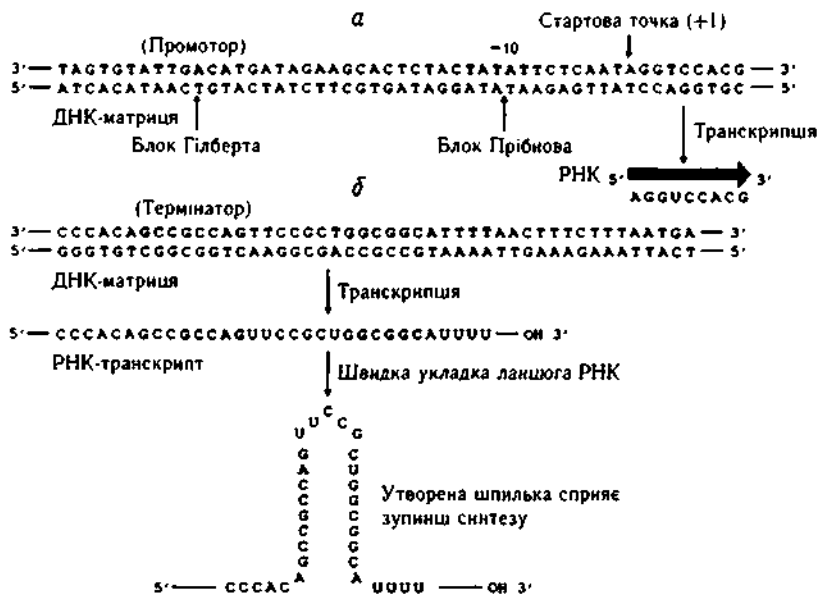 а
(Промотор)
−10
Стартова точка (+1)
3′ — TAGTGTATTGACATGATAGAAGCACTCTACTATATTCTCAATAGGTCCACG — 3′
5′ — ATCACATAACTGTACTATCTTCGTGATAGGATATAAGAGTTATCCAGGTGC — 5′
ДНК-матриця
Блок Гілберта
Блок Прібнова
Транскрипція
РНК 5′ 3′
AGGUCCACG
б
(Термінатор)
3′— CCCACAGCCGCCAGTTCCGCTGGCGGCATTTTAACTTTCTTTAATGA — 3′
5′— GGGTGTCGGCGGTCAAGGCGACCGCCGTAAAATTGAAAGAAATTACT — 5′
ДНК-матриця
Транскрипція
5′ — CCCACAGCCGCCAGUUCCGCUGGCGGCAUUUU — OH 3′
РНК-транскрипт
Швидка укладка ланцюга РНК
U U C C G
G A C C G C C G A
C U G G C G G C A
Утворена шпилька сприяє
зупинці синтезу
5′ — CCCAC
UUUU — OH 3′